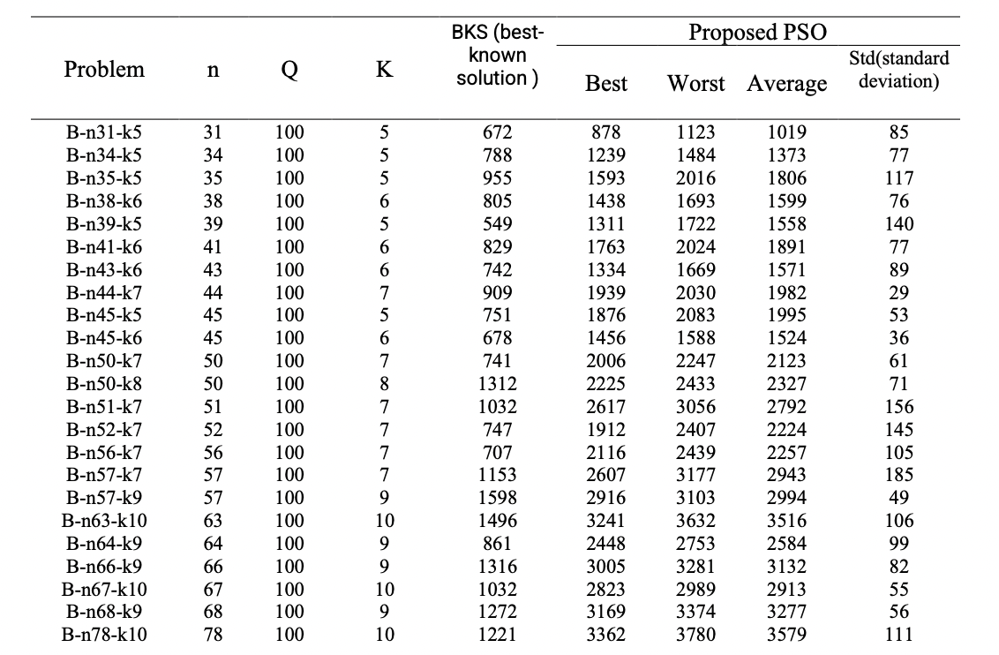 Problem n Q K BKS (best-known solution ) Proposed PSO
Best Worst Average Std(standard deviation)
B-n31-k5 31 100 5 672 878 1123 1019 85
B-n34-k5 34 100 5 788 1239 1484 1373 77
B-n35-k5 35 100 5 955 1593 2016 1806 117
B-n38-k6 38 100 6 805 1438 1693 1599 76
B-n39-k5 39 100 5 549 1311 1722 1558 140
B-n41-k6 41 100 6 829 1763 2024 1891 77
B-n43-k6 43 100 6 742 1334 1669 1571 89
B-n44-k7 44 100 7 909 1939 2030 1982 29
B-n45-k5 45 100 5 751 1876 2083 1995 53
B-n45-k6 45 100 6 678 1456 1588 1524 36
B-n50-k7 50 100 7 741 2006 2247 2123 61
B-n50-k8 50 100 8 1312 2225 2433 2327 71
B-n51-k7 51 100 7 1032 2617 3056 2792 156
B-n52-k7 52 100 7 747 1912 2407 2224 145
B-n56-k7 56 100 7 707 2116 2439 2257 105
B-n57-k7 57 100 7 1153 2607 3177 2943 185
B-n57-k9 57 100 9 1598 2916 3103 2994 49
B-n63-k10 63 100 10 1496 3241 3632 3516 106
B-n64-k9 64 100 9 861 2448 2753 2584 99
B-n66-k9 66 100 9 1316 3005 3281 3132 82
B-n67-k10 67 100 10 1032 2823 2989 2913 55
B-n68-k9 68 100 9 1272 3169 3374 3277 56
B-n78-k10 78 100 10 1221 3362 3780 3579 111